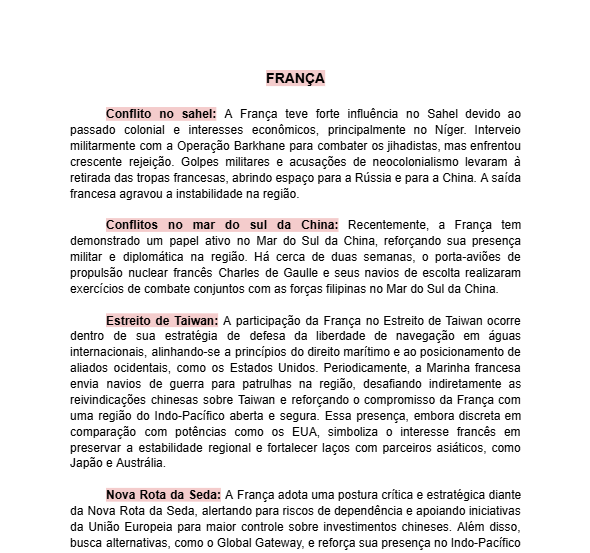 FRANÇA
Conflito no sahel: A França teve forte influência no Sahel devido ao
passado colonial e interesses econômicos, principalmente no Níger. Interveio
militarmente com a Operação Barkhane para combater os jihadistas, mas enfrentou
crescente rejeição. Golpes militares e acusações de neocolonialismo levaram à
retirada das tropas francesas, abrindo espaço para a Rússia e para a China. A saída
francesa agravou a instabilidade na região.
Conflitos no mar do sul da China: Recentemente, a França tem
demonstrado um papel ativo no Mar do Sul da China, reforçando sua presença
militar e diplomática na região. Há cerca de duas semanas, o porta-aviões de
propulsão nuclear francês Charles de Gaulle e seus navios de escolta realizaram
exercícios de combate conjuntos com as forças filipinas no Mar do Sul da China.
Estreito de Taiwan: A participação da França no Estreito de Taiwan ocorre
dentro de sua estratégia de defesa da liberdade de navegação em águas
internacionais, alinhando-se a princípios do direito marítimo e ao posicionamento de
aliados ocidentais, como os Estados Unidos. Periodicamente, a Marinha francesa
envia navios de guerra para patrulhas na região, desafiando indiretamente as
reivindicações chinesas sobre Taiwan e reforçando o compromisso da França com
uma região do Indo-Pacífico aberta e segura. Essa presença, embora discreta em
comparação com potências como os EUA, simboliza o interesse francês em
preservar a estabilidade regional e fortalecer laços com parceiros asiáticos, como
Japão e Austrália.
Nova Rota da Seda: A França adota uma postura crítica e estratégica diante
da Nova Rota da Seda, alertando para riscos de dependência e apoiando iniciativas
da União Europeia para maior controle sobre investimentos chineses. Além disso,
busca alternativas, como o Global Gateway, e reforça sua presença no Indo-Pacífico